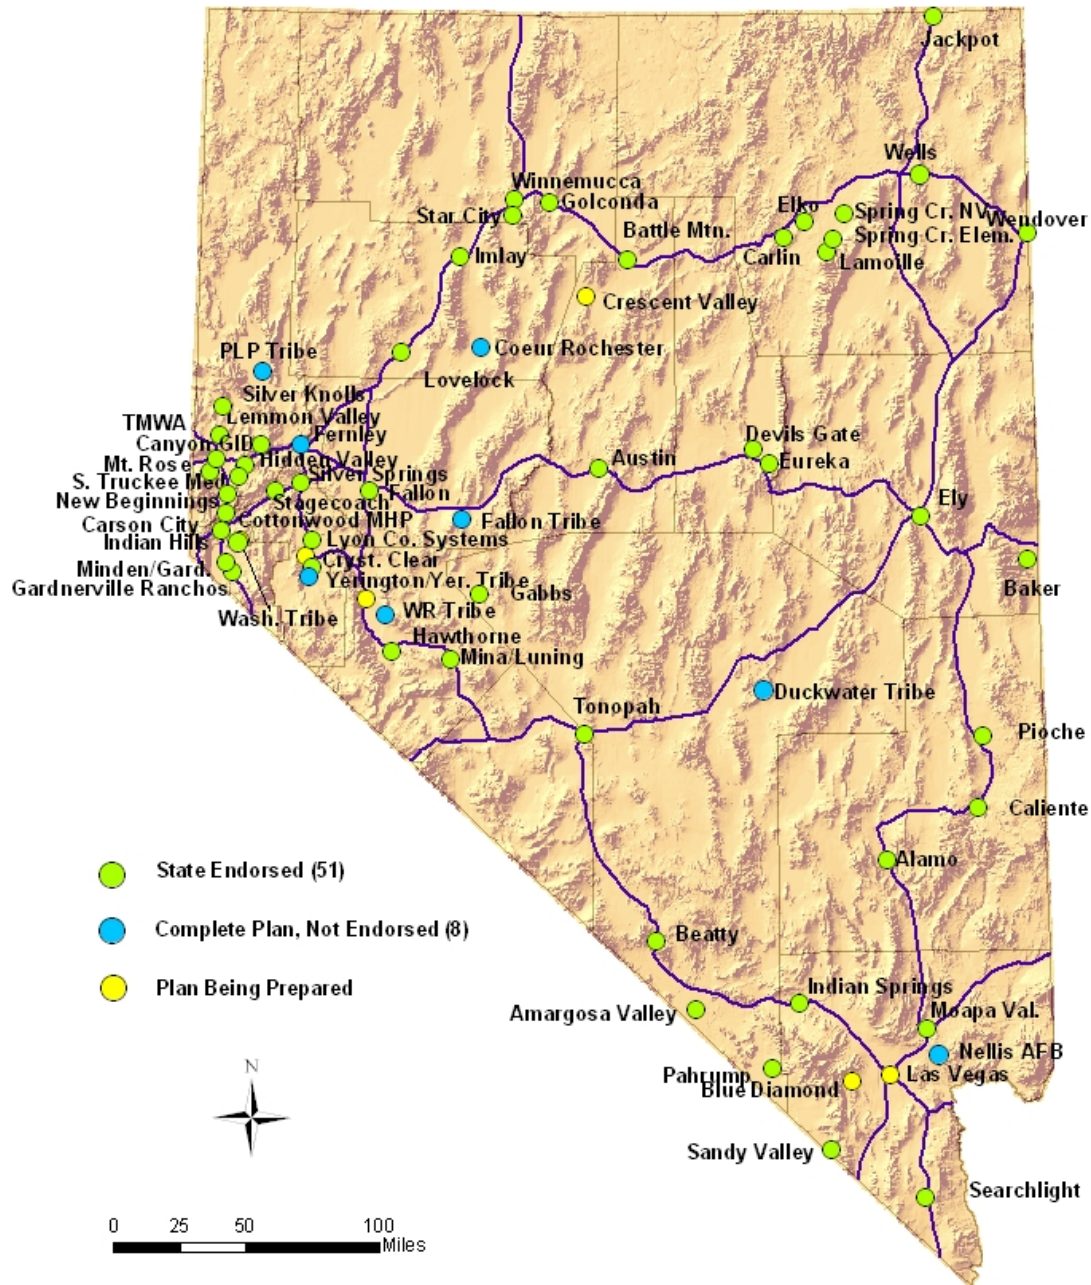 Jackpot
Wells
Winnemucca
Golconda
Star City
Elko
Spring Cr. NV
Wendover
Battle Mtn.
Spring Cr. Elem.
Carlin
Lamoille
Imlay
Crescent Valley
PLP Tribe
Coeur Rochester
Lovelock
Silver Knolls
Lemmon Valley
TMWA
Fernley
Canyon GID
Devils Gate
Mt. Rose
Hidden Valley
Austin
Eureka
S. Truckee Med
Silver Springs
New Beginnings
Stagecoach
Fallon
Ely
Carson City
Cottonwood MHP
Fallon Tribe
Indian Hills
Lyon Co. Systems
Cryst. Clear
Minden/Gard.
Yerington/Yer. Tribe
Gardnerville Ranchos
Gabbs
Baker
Wash. Tribe
WR Tribe
Hawthorne
Mina/Luning
Duckwater Tribe
Tonopah
Pioche
Caliente
Alamo
State Endorsed (51)
Complete Plan, Not Endorsed (8)
Beatty
Plan Being Prepared
Indian Springs
Amargosa Valley
Moapa Val.
Nellis AFB
Pahrump
Las Vegas
Blue Diamond
N
Sandy Valley
Searchlight
0 25 50 100
Miles